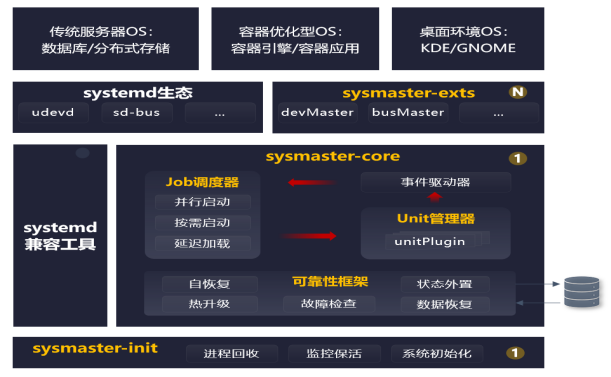 传统服务器OS:
数据库/分布式存储
容器优化型OS:
容器引擎/容器应用
桌面环境OS:
KDE/GNOME
systemd生态
udevd
sd-bus
...
sysmaster-exts
N
devMaster
busMaster
...
systemd
兼容工具
sysmaster-core
1
Job调度器
并行启动
按需启动
延迟加载
事件驱动器
Unit管理器
unitPlugin
可靠性框架
自恢复
热升级
故障检查
状态外置
数据恢复
sysmaster-init
进程回收
监控保活
系统初始化
1